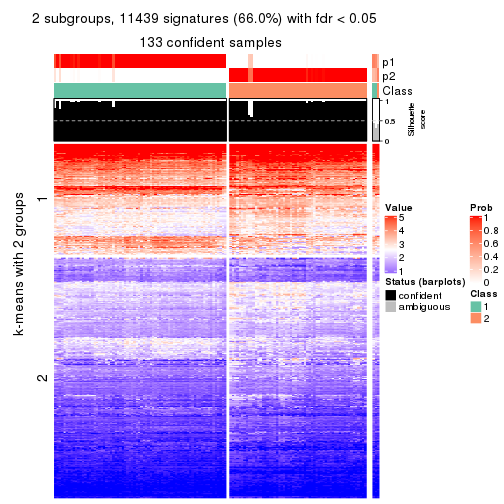 2 subgroups, 11439 signatures (66.0%) with fdr < 0.05
133 confident samples
p1
p2
Class
1
0.5
0
Silhouette
score
k-means with 2 groups
1
2
Value
5
4
3
2
1
Status (barplots)
confident
ambiguous
Prob
1
0.8
0.6
0.4
0.2
0
Class
1
2